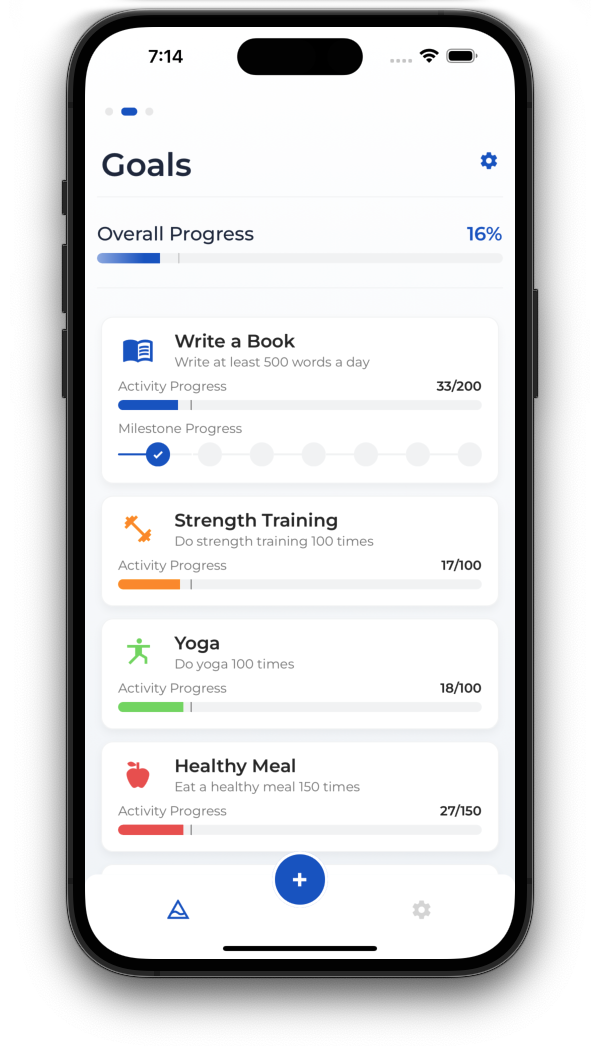 7:14
Goals
Overall Progress 16%
Write a Book
Write at least 500 words a day
Activity Progress 33/200
Milestone Progress
Strength Training
Do strength training 100 times
Activity Progress 17/100
Yoga
Do yoga 100 times
Activity Progress 18/100
Healthy Meal
Eat a healthy meal 150 times
Activity Progress 27/150
+